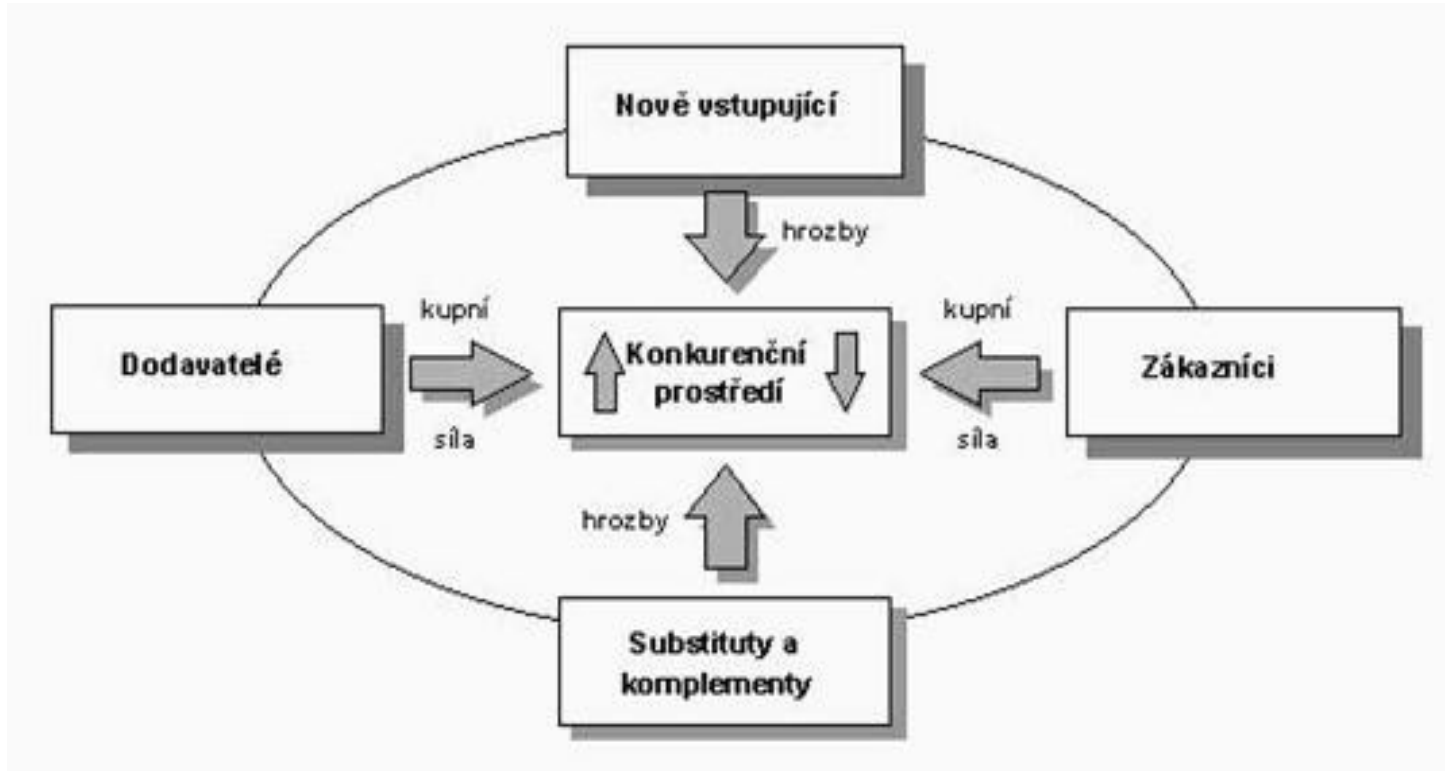 Nově vstupující
hrozby
kupní
síla
Dodavatelé
Konkurenční
prostředí
kupní
síla
Zákazníci
hrozby
Substituty a
komplementy